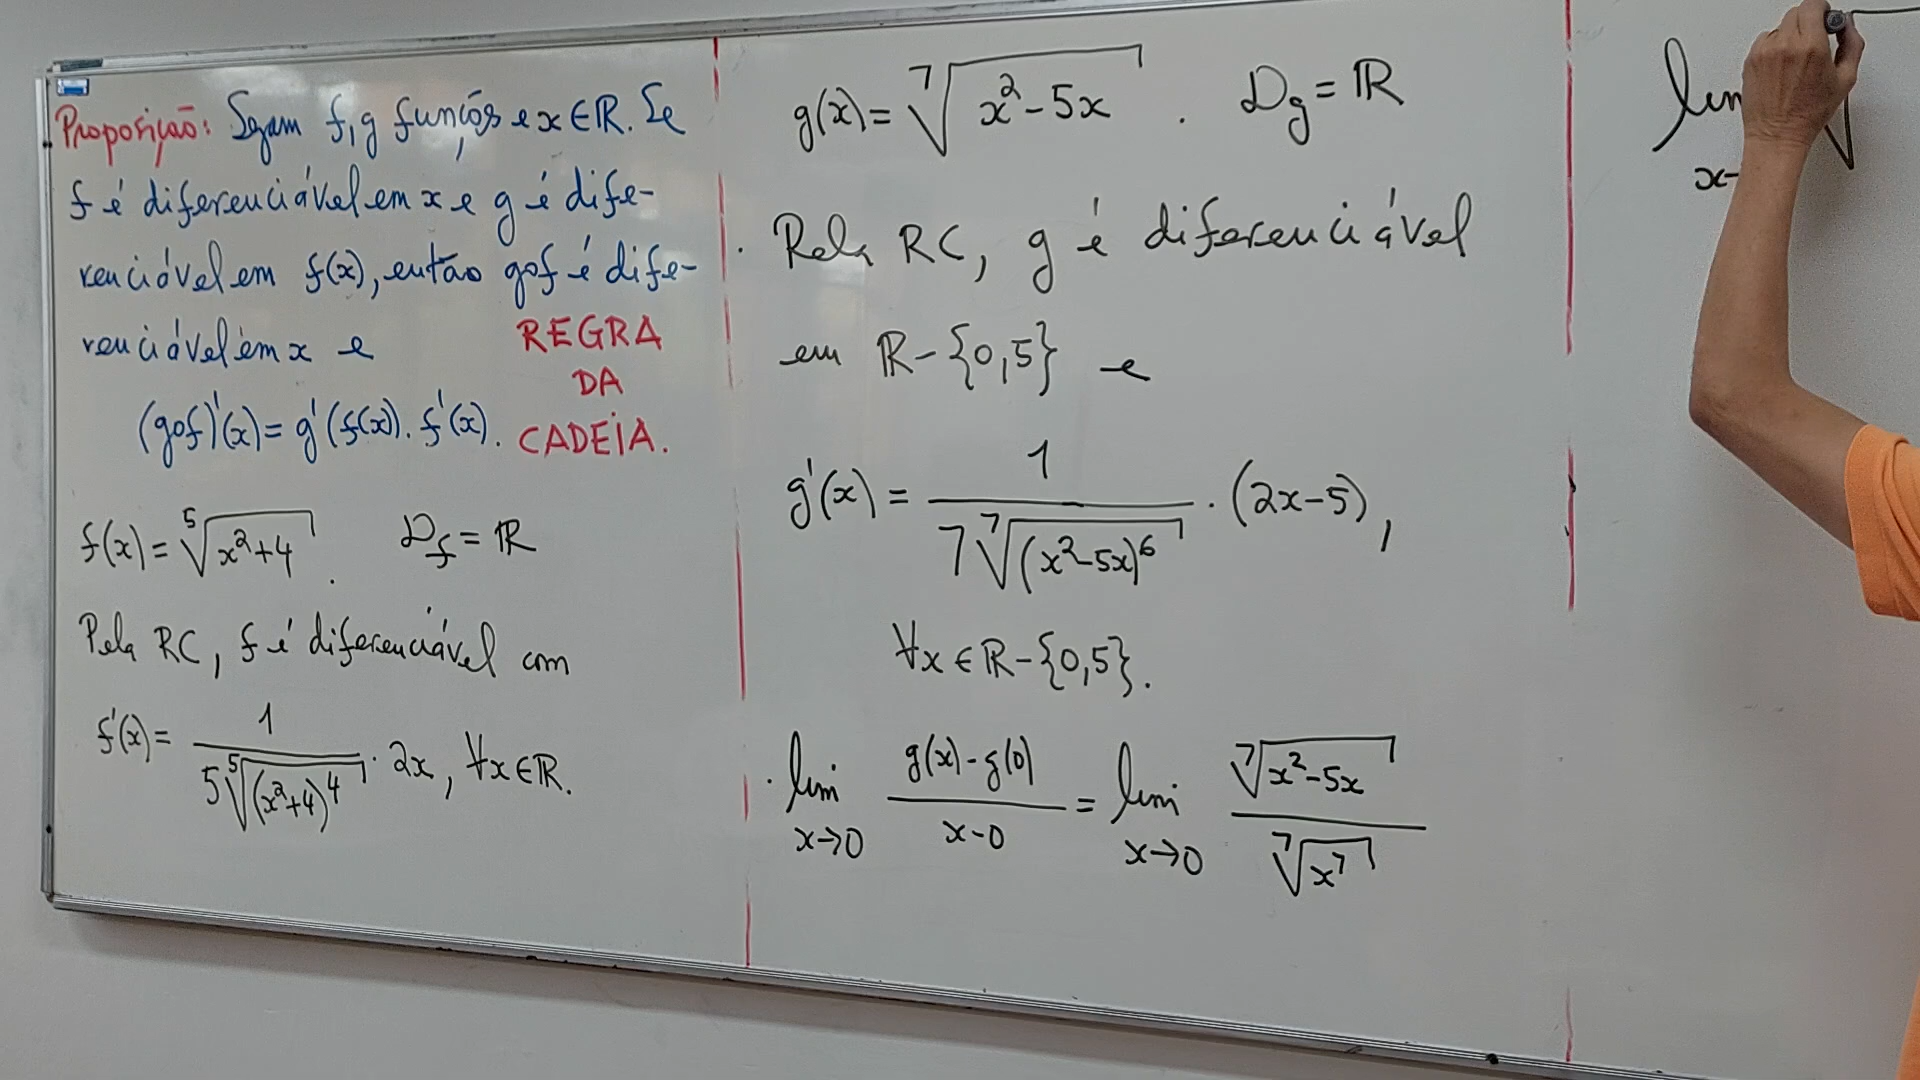 Proposição: Sejam f, g funções e x ∈ ℝ. Se
f é diferenciável em x e g é dife-
renciável em f(x), então gof é dife-
renciável em x e
REGRA
DA
CADEIA.
(gof)'(x) = g'(f(x)). f'(x).
f(x) = ⁵√(x²+4). D_f = ℝ
Pela RC, f é diferenciável com
f'(x) = 1 / (5 ⁵√((x²+4)⁴)) · 2x, ∀x ∈ ℝ.
g(x) = ⁷√(x²-5x). D_g = ℝ
· Pela RC, g é diferenciável
em ℝ-{0,5} e
g'(x) = 1 / (7 ⁷√((x²-5x)⁶)) · (2x-5),
∀x ∈ ℝ-{0,5}.
· lim x→0 (g(x)-g(0)) / (x-0) = lim x→0 ⁷√(x²-5x) / ⁷√(x⁷)
lim
x-